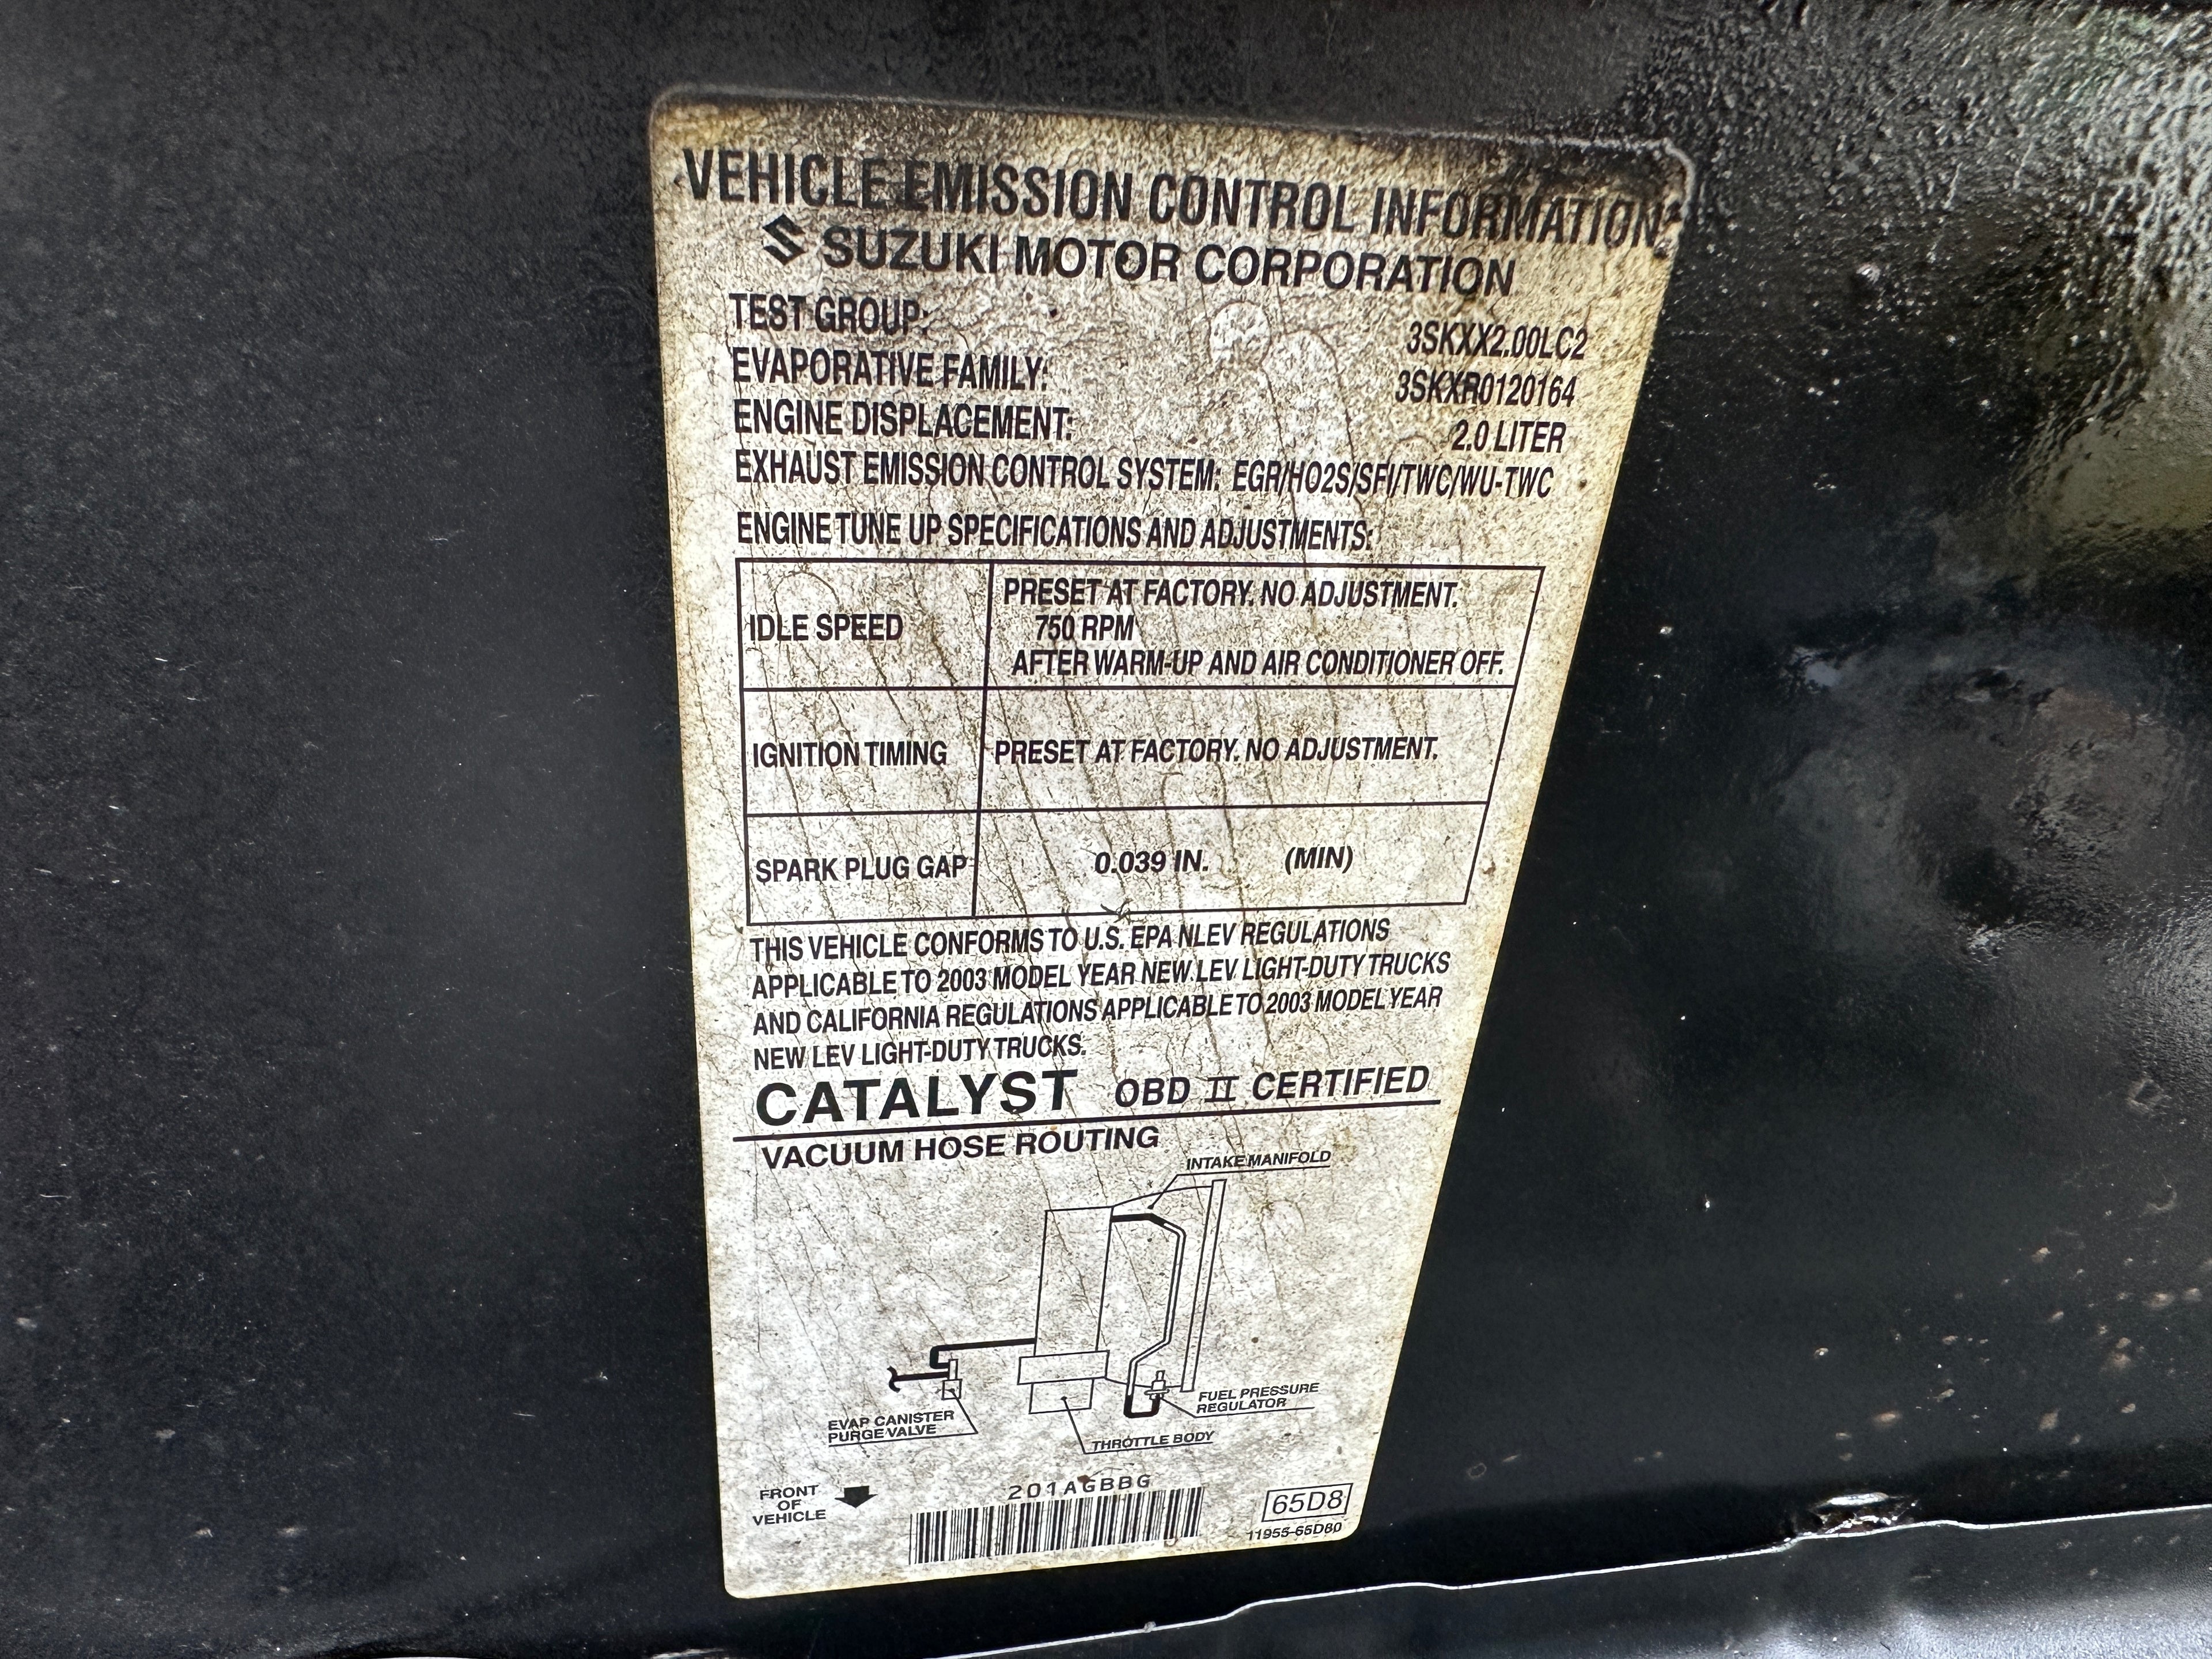 VEHICLE EMISSION CONTROL INFORMATION
SUZUKI MOTOR CORPORATION
TEST GROUP: 3SKXX2.00LC2
EVAPORATIVE FAMILY: 3SKXR0120164
ENGINE DISPLACEMENT: 2.0 LITER
EXHAUST EMISSION CONTROL SYSTEM: EGR/HO2S/SFI/TWC/WU-TWC
ENGINE TUNE UP SPECIFICATIONS AND ADJUSTMENTS:
IDLE SPEED
PRESET AT FACTORY. NO ADJUSTMENT.
750 RPM
AFTER WARM-UP AND AIR CONDITIONER OFF.
IGNITION TIMING
PRESET AT FACTORY. NO ADJUSTMENT.
SPARK PLUG GAP
0.039 IN. (MIN)
THIS VEHICLE CONFORMS TO U.S. EPA NLEV REGULATIONS
APPLICABLE TO 2003 MODEL YEAR NEW LEV LIGHT-DUTY TRUCKS
AND CALIFORNIA REGULATIONS APPLICABLE TO 2003 MODEL YEAR
NEW LEV LIGHT-DUTY TRUCKS.
CATALYST OBD II CERTIFIED
VACUUM HOSE ROUTING
INTAKE MANIFOLD
FUEL PRESSURE
REGULATOR
EVAP CANISTER
PURGE VALVE
THROTTLE BODY
FRONT
OF
VEHICLE
201AGBBG
65D8
11955-65D80